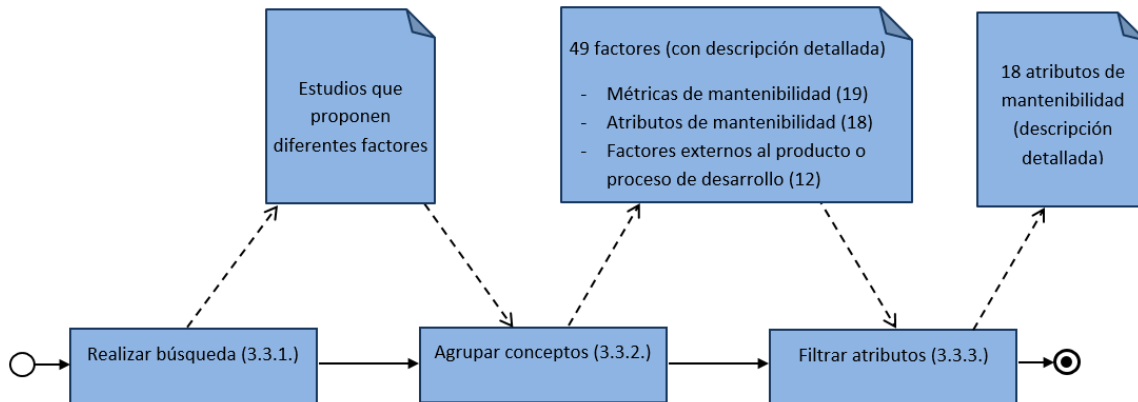 Estudios que
proponen
diferentes factores
49 factores (con descripción detallada)
- Métricas de mantenibilidad (19)
- Atributos de mantenibilidad (18)
- Factores externos al producto o
proceso de desarrollo (12)
18 atributos de
mantenibilidad
(descripción
detallada)
Realizar búsqueda (3.3.1.)
Agrupar conceptos (3.3.2.)
Filtrar atributos (3.3.3.)